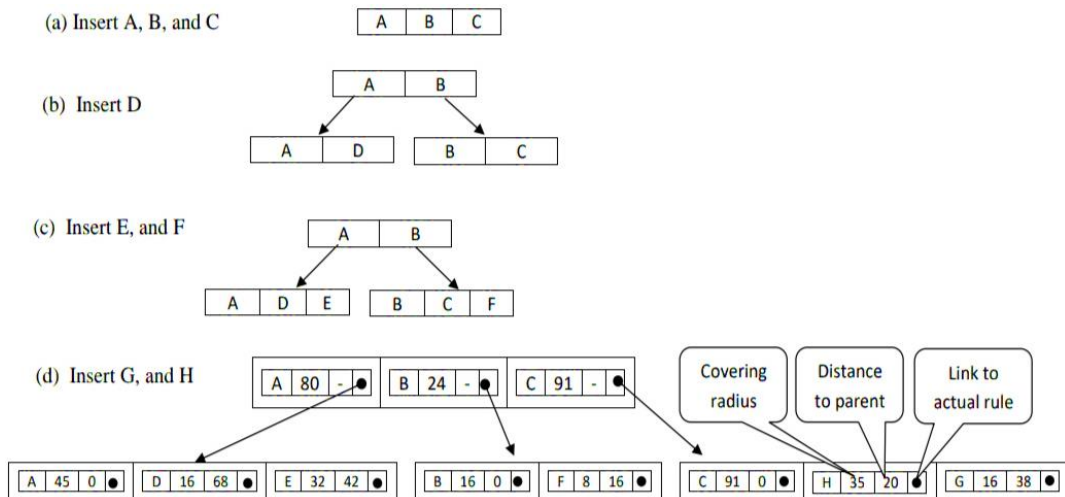 (a) Insert A, B, and C
A B C
A B
(b) Insert D
A D B C
(c) Insert E, and F
A B
A D E B C F
(d) Insert G, and H
A 80 - B 24 - C 91 -
Covering radius
Distance to parent
Link to actual rule
A 45 0 D 16 68 E 32 42 B 16 0 F 8 16 C 91 0 H 35 20 G 16 38